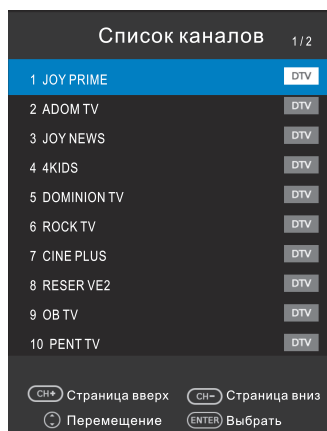 Список каналов 1/2
1 JOY PRIME DTV
2 ADOM TV DTV
3 JOY NEWS DTV
4 4KIDS DTV
5 DOMINION TV DTV
6 ROCK TV DTV
7 CINE PLUS DTV
8 RESER VE2 DTV
9 OB TV DTV
10 PENT TV DTV
CH+ Страница вверх CH- Страница вниз
Перемещение ENTER Выбрать